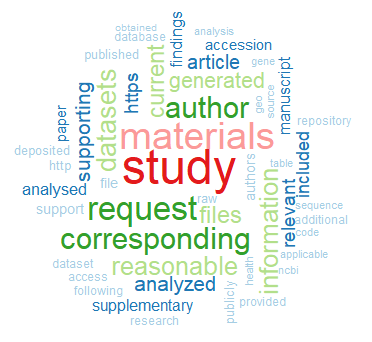 obtained
analysis
database
findings
accession
published
current
article
gene
https
generated
datasets
supporting
author
geo
source
manuscript
paper
materials
repository
deposited
study
http
file
analysed
authors
table
included
support
request
raw
files
relevant
sequence
additional
code
corresponding
information
dataset
reasonable
health
applicable
access
ncbi
following
analyzed
publicly
provided
supplementary
research